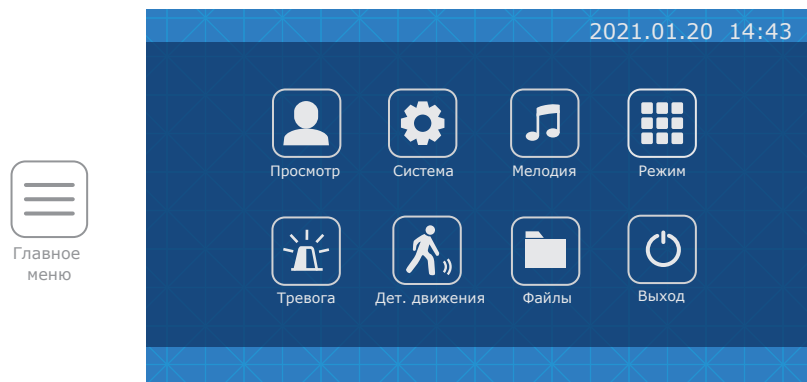 2021.01.20 14:43
Просмотр
Система
Мелодия
Режим
Главное
меню
Тревога
Дет. движения
Файлы
Выход